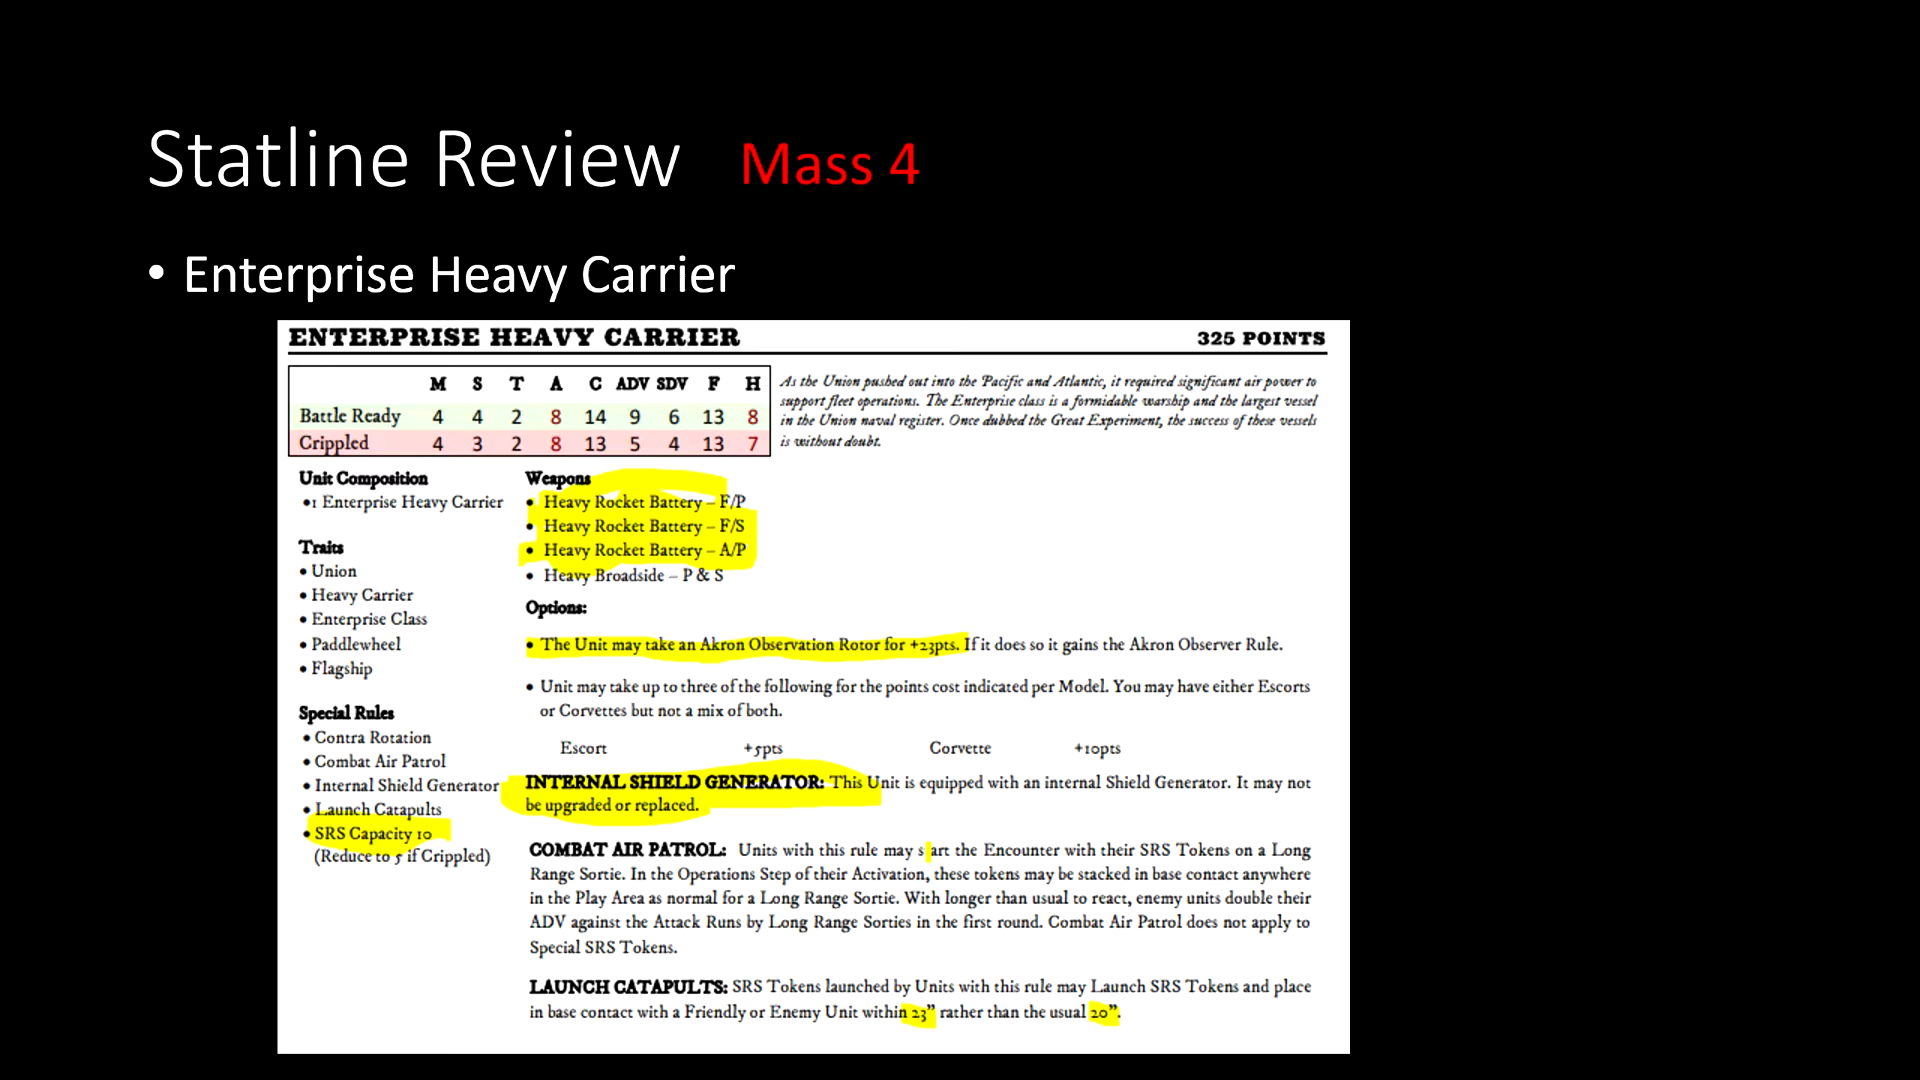 Statline Review Mass 4
• Enterprise Heavy Carrier
ENTERPRISE HEAVY CARRIER 325 POINTS
M S T A C ADV SDV F H
Battle Ready 4 4 2 8 14 9 6 13 8
Crippled 4 3 2 8 13 5 4 13 7
As the Union pushed out into the Pacific and Atlantic, it required significant air power to
support fleet operations. The Enterprise class is a formidable warship and the largest vessel
in the Union naval register. Once dubbed the Great Experiment, the success of these vessels
is without doubt.
Unit Composition
•1 Enterprise Heavy Carrier
Traits
• Union
• Heavy Carrier
• Enterprise Class
• Paddlewheel
• Flagship
Special Rules
• Contra Rotation
• Combat Air Patrol
• Internal Shield Generator
• Launch Catapults
• SRS Capacity 10
(Reduce to 5 if Crippled)
Weapons
• Heavy Rocket Battery – F/P
• Heavy Rocket Battery – F/S
• Heavy Rocket Battery – A/P
• Heavy Broadside – P & S
Options:
• The Unit may take an Akron Observation Rotor for +23pts. If it does so it gains the Akron Observer Rule.
• Unit may take up to three of the following for the points cost indicated per Model. You may have either Escorts
or Corvettes but not a mix of both.
Escort +5pts Corvette +10pts
INTERNAL SHIELD GENERATOR: This Unit is equipped with an internal Shield Generator. It may not
be upgraded or replaced.
COMBAT AIR PATROL: Units with this rule may start the Encounter with their SRS Tokens on a Long
Range Sortie. In the Operations Step of their Activation, these tokens may be stacked in base contact anywhere
in the Play Area as normal for a Long Range Sortie. With longer than usual to react, enemy units double their
ADV against the Attack Runs by Long Range Sorties in the first round. Combat Air Patrol does not apply to
Special SRS Tokens.
LAUNCH CATAPULTS: SRS Tokens launched by Units with this rule may Launch SRS Tokens and place
in base contact with a Friendly or Enemy Unit within 23” rather than the usual 20”.